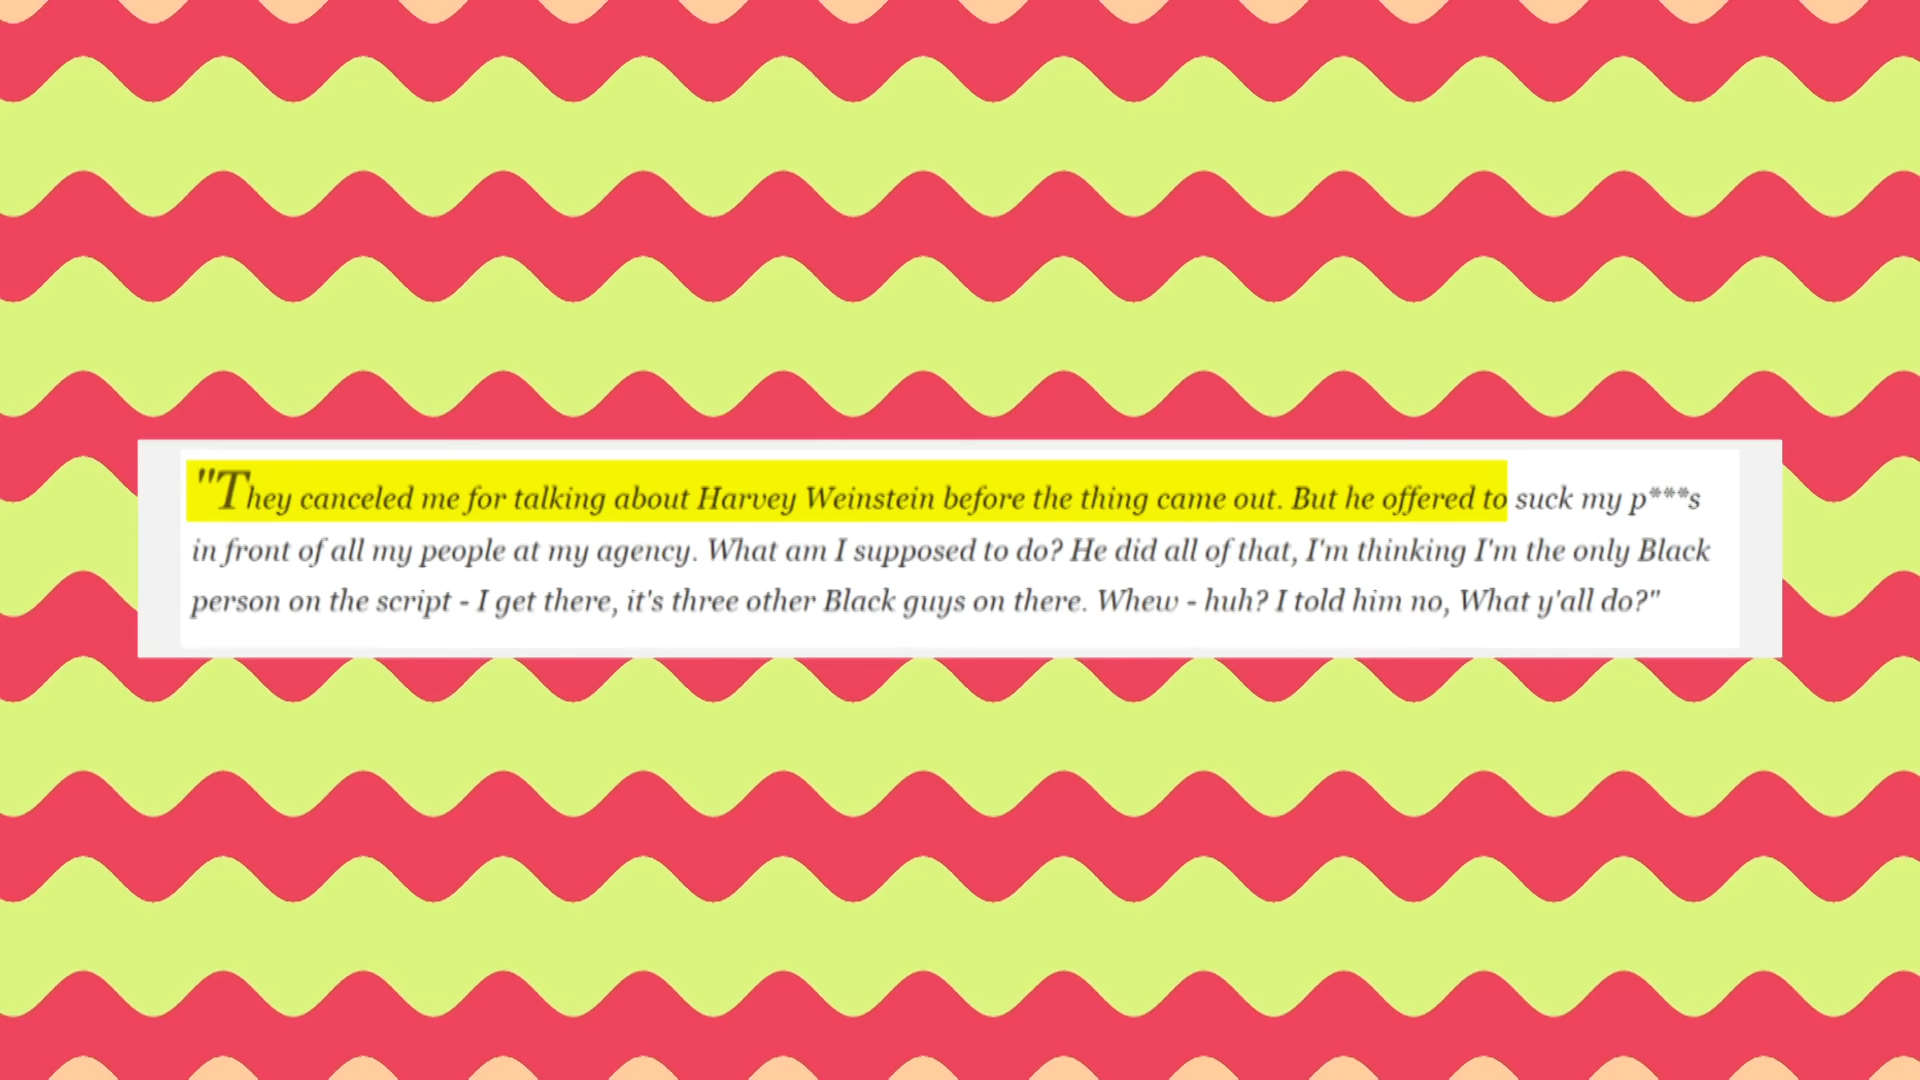 "They canceled me for talking about Harvey Weinstein before the thing came out. But he offered to suck my p***s
in front of all my people at my agency. What am I supposed to do? He did all of that, I'm thinking I'm the only Black
person on the script - I get there, it's three other Black guys on there. Whew - huh? I told him no, What y'all do?"